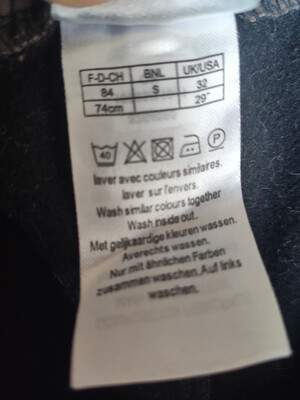 F-D-CH BNL UK/USA
84 S 32
74cm 29"
40 P
laver avec couleurs similaires.
laver sur l'envers.
Wash similar colours together
Wash inside out.
Met gelijkaardige kleuren wassen.
Averechts wassen.
Nur mit ähnlichen Farben
zusammen waschen. Auf links
waschen.